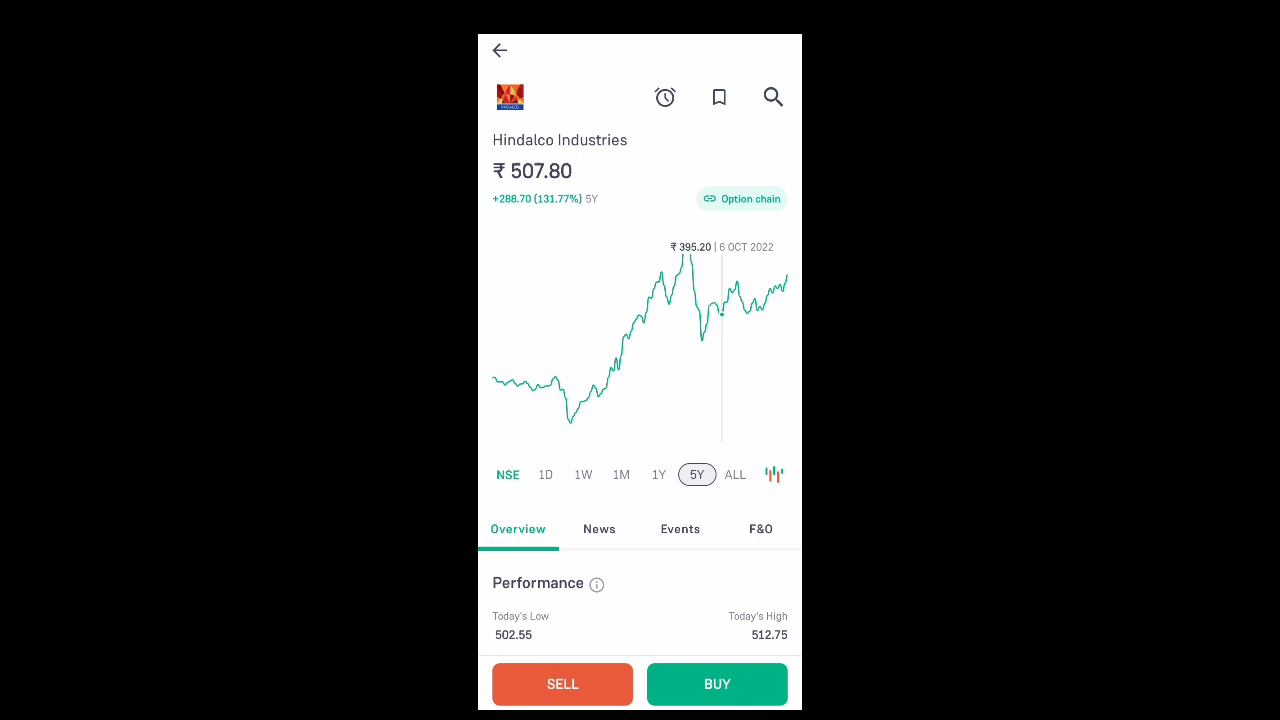 HINDALCO
Hindalco Industries
₹ 507.80
+288.70 (131.77%) 5Y
Option chain
₹ 395.20 | 6 OCT 2022
NSE 1D 1W 1M 1Y 5Y ALL
Overview News Events F&O
Performance
Today's Low Today's High
502.55 512.75
SELL BUY